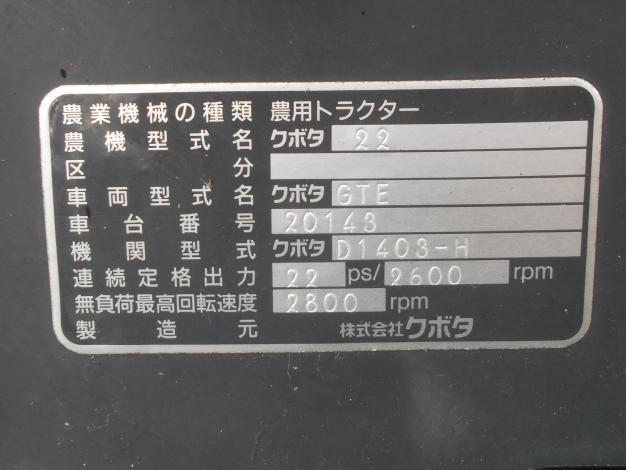 農業機械の種類 農用トラクター
農機型式名 クボタ 22
区分
車両型式名 クボタ GTE
車台番号 20143
機関型式 クボタ D1403-H
連続定格出力 22 ps/ 2600 rpm
無負荷最高回転速度 2800 rpm
製造元 株式会社クボタ